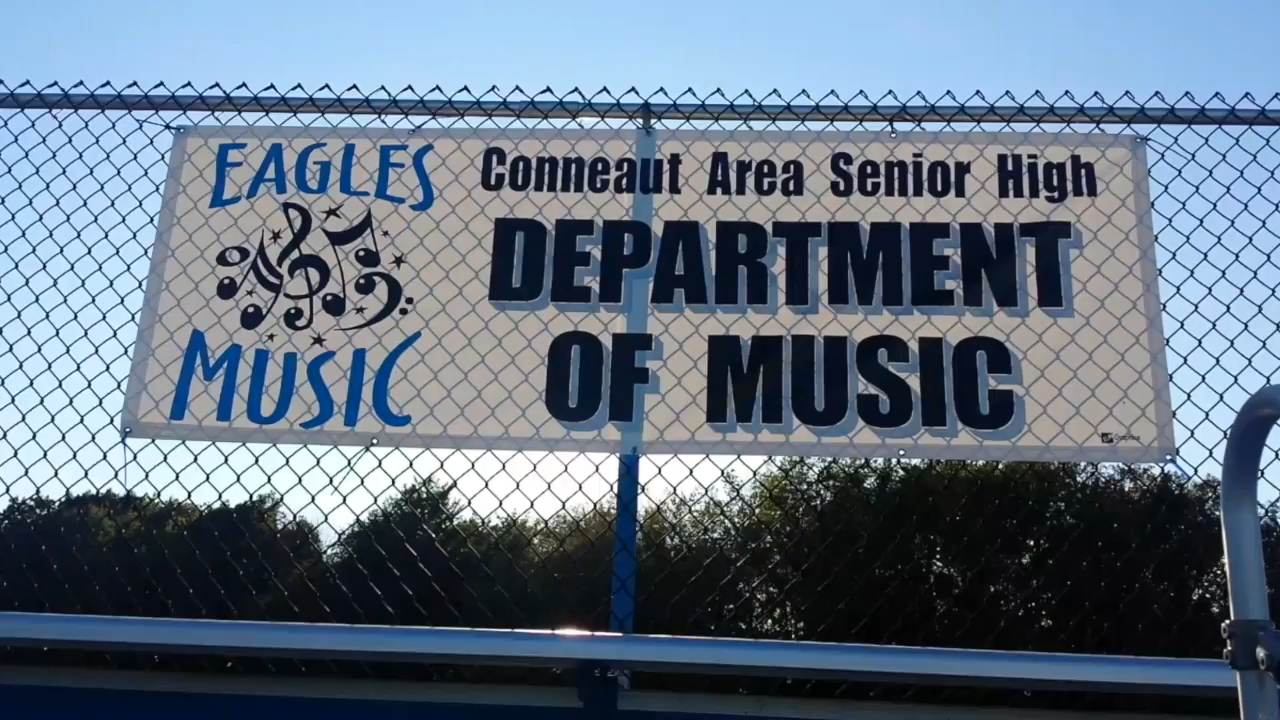 EAGLES
MUSIC
Conneaut Area Senior High
DEPARTMENT
OF MUSIC